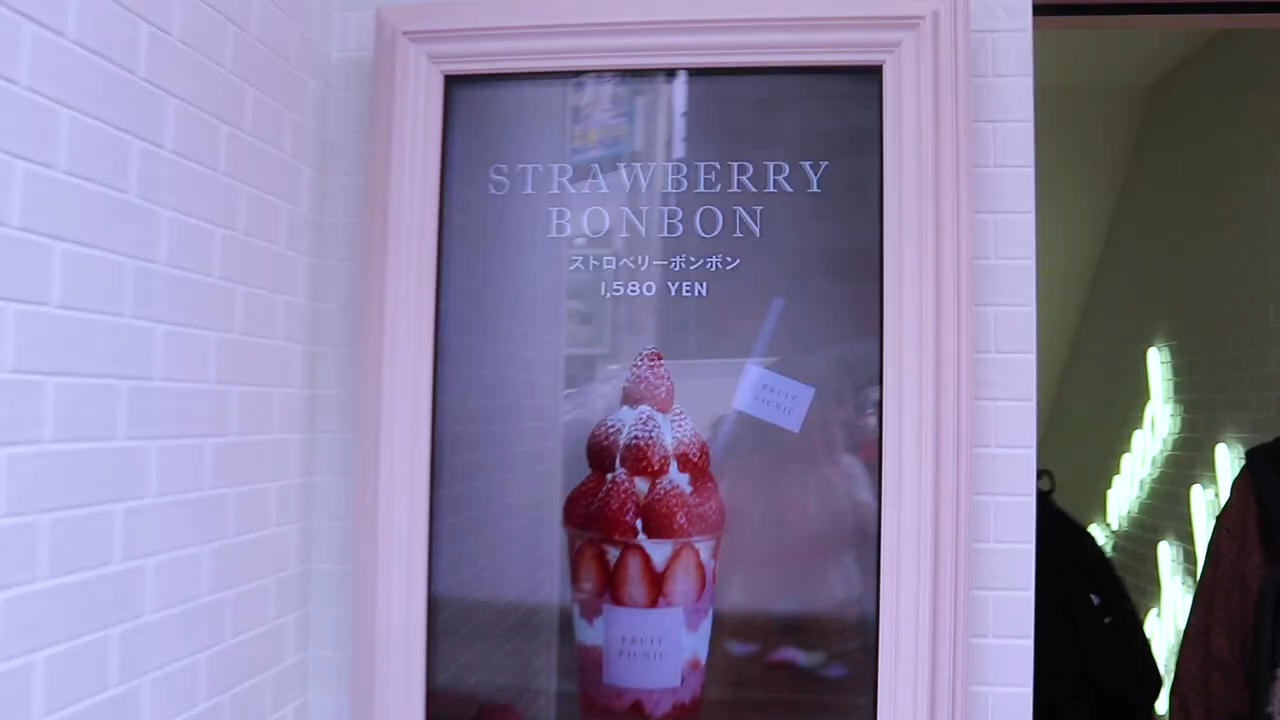 STRAWBERRY
BONBON
ストロベリーボンボン
1,580 YEN
FRUIT
PICNIC
FRUIT
PICNIC